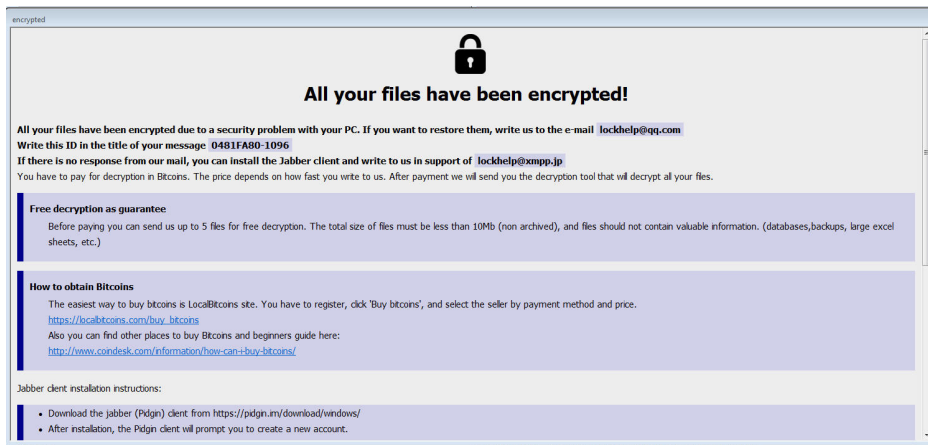 encrypted
All your files have been encrypted!
All your files have been encrypted due to a security problem with your PC. If you want to restore them, write us to the e-mail lockhelp@qq.com
Write this ID in the title of your message 0481FA80-1096
If there is no response from our mail, you can install the Jabber client and write to us in support of lockhelp@xmpp.jp
You have to pay for decryption in Bitcoins. The price depends on how fast you write to us. After payment we will send you the decryption tool that will decrypt all your files.
Free decryption as guarantee
Before paying you can send us up to 5 files for free decryption. The total size of files must be less than 10Mb (non archived), and files should not contain valuable information. (databases,backups, large excel
sheets, etc.)
How to obtain Bitcoins
The easiest way to buy bitcoins is LocalBitcoins site. You have to register, click 'Buy bitcoins', and select the seller by payment method and price.
https://localbitcoins.com/buy_bitcoins
Also you can find other places to buy Bitcoins and beginners guide here:
http://www.coindesk.com/information/how-can-i-buy-bitcoins/
Jabber client installation instructions:
• Download the jabber (Pidgin) client from https://pidgin.im/download/windows/
• After installation, the Pidgin client will prompt you to create a new account.